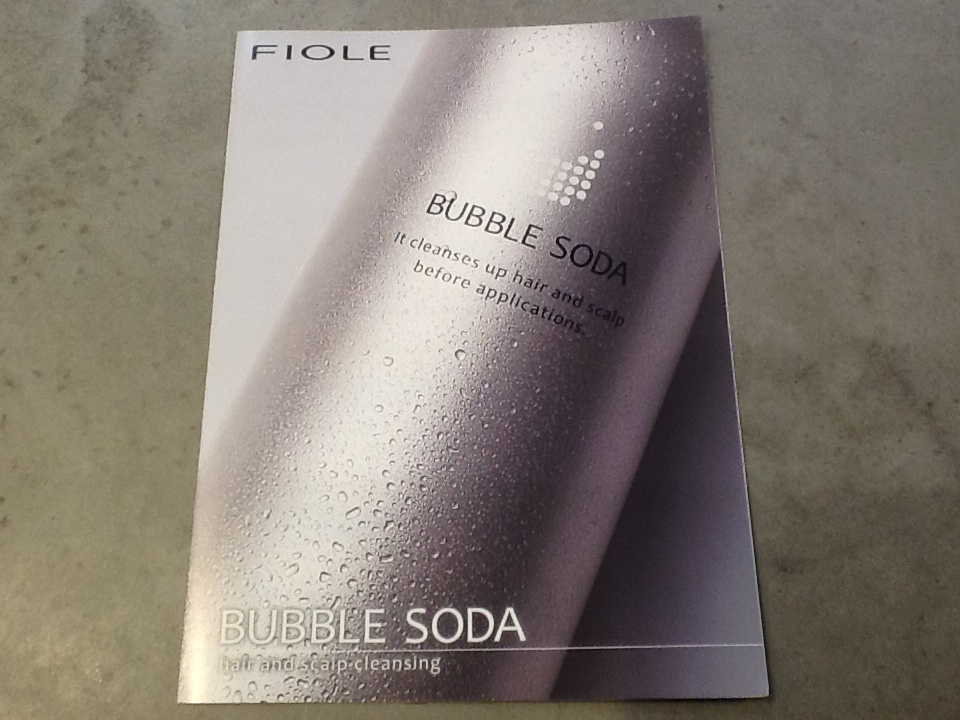 FIOLE
BUBBLE SODA
It cleanses up hair and scalp
before applications.
BUBBLE SODA
hair and scalp cleansing